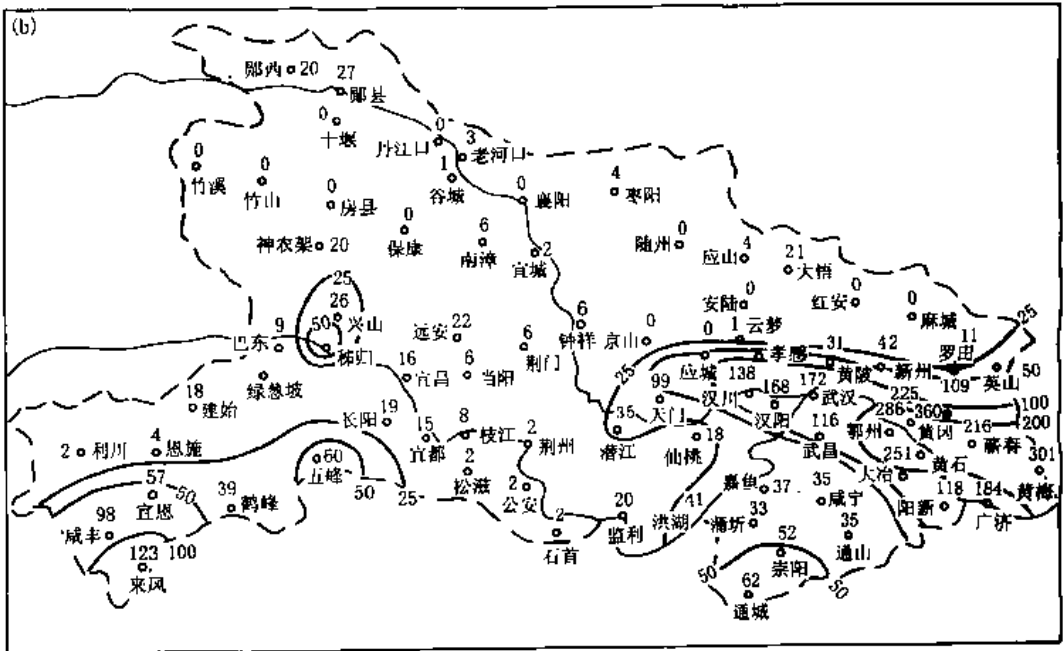 (b)
郧西 20
27
郧县
0
十堰
0
丹江口
3
老河口
0
竹溪
0
竹山
0
房县
1
谷城
0
襄阳
4
枣阳
神农架 20
0
保康
6
南漳
2
宜城
随州 0
应山 4
21
大悟
25
26
50 兴山
9
巴东
秭归
绿葱坡
远安 22
6
荆门
6
钟祥
京山 0
安陆 0
1
云梦
红安 0
0
麻城
25
11
罗田
18
建始
16
宜昌
6
当阳
25
0
应城
孝感
31
黄陂
42
新州
109
50
英山
99
天门
138
汉川
168
汉阳
172
武汉
225
286 360
黄冈
100
200
长阳 19
15
宜都
8
枝江
2
荆州
35
潜江
18
仙桃
116
武昌
鄂州
216
蕲春
2 利川
4
恩施
60
五峰
50
25
2
松滋
2
公安
251
黄石
大冶
301
黄梅
57
宣恩
50
39
鹤峰
20
监利
41
洪湖
嘉鱼 37
35
咸宁
118
阳新
184
广济
98
咸丰
2
石首
33
蒲圻
35
通山
123 100
来凤
52
崇阳
50
50
62
通城